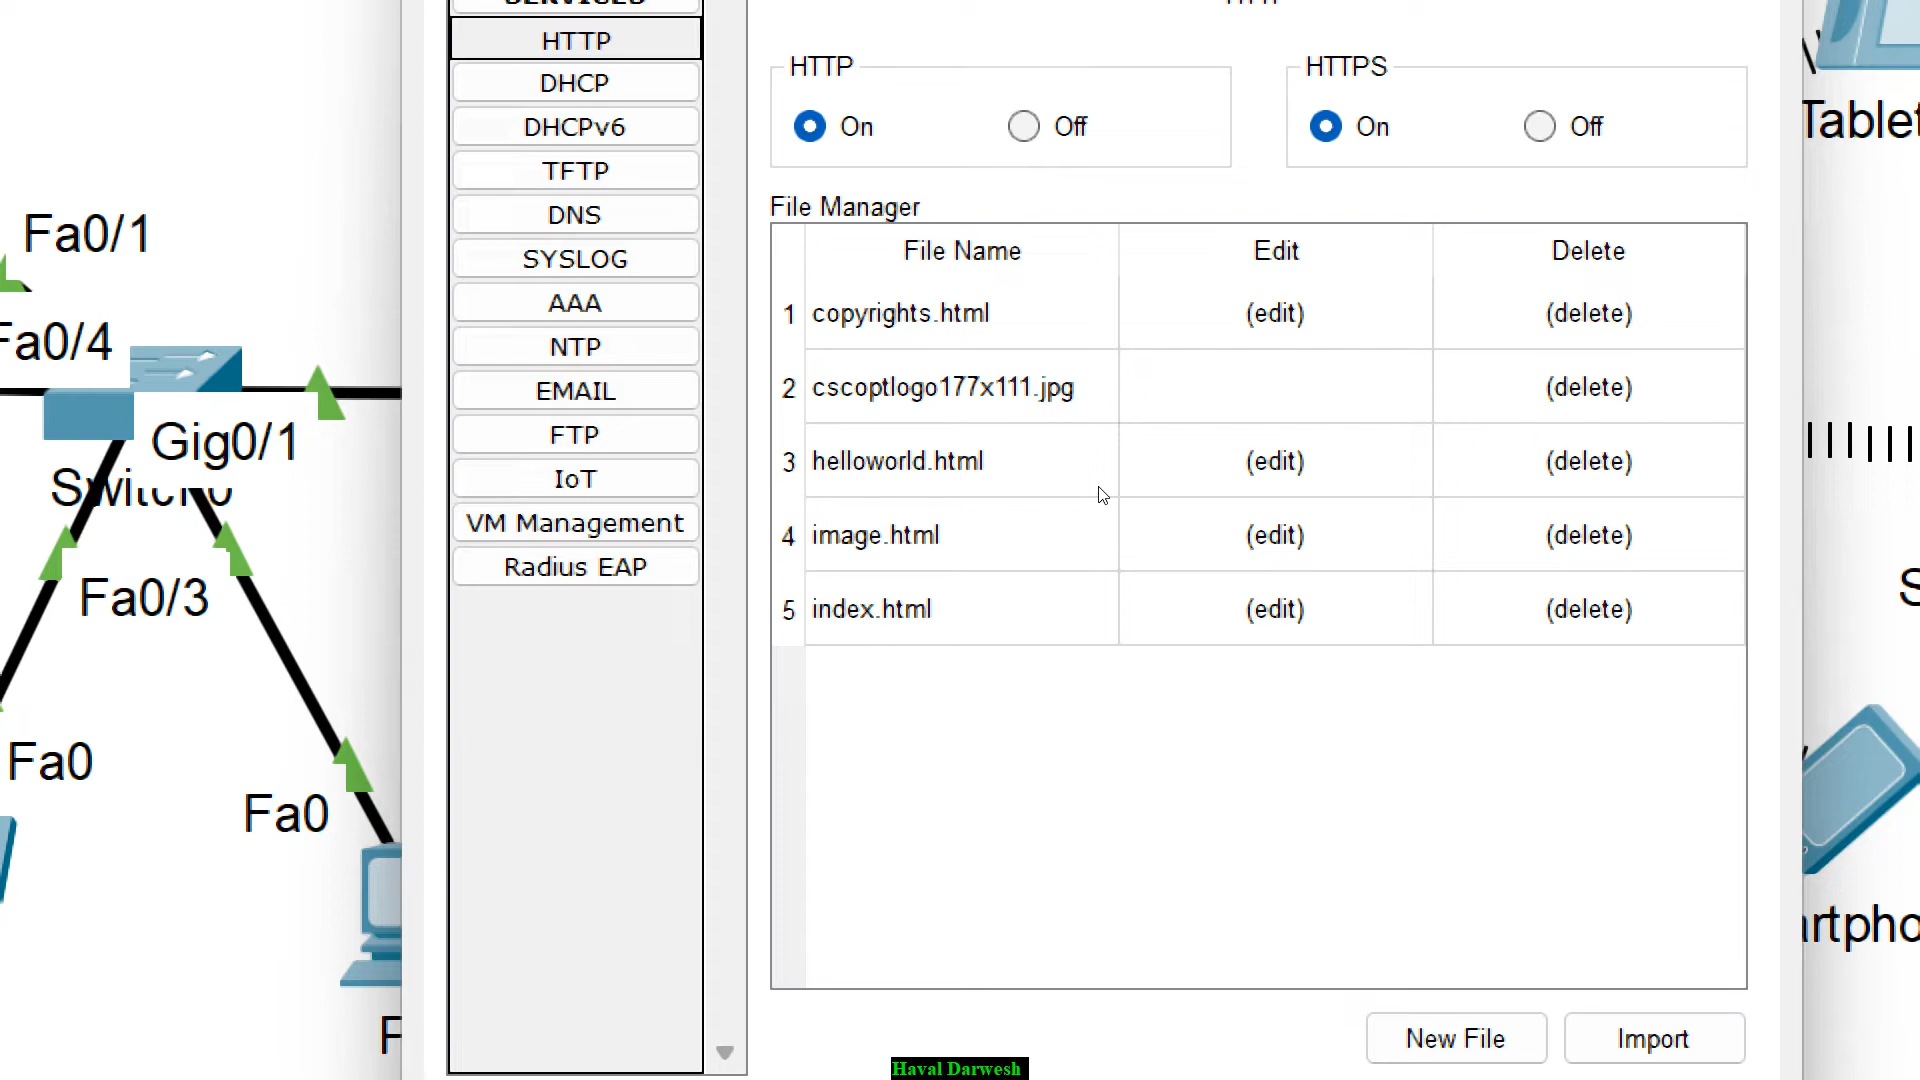 SERVICES
HTTP
DHCP
DHCPv6
TFTP
DNS
SYSLOG
AAA
NTP
EMAIL
FTP
IoT
VM Management
Radius EAP
HTTP
On
Off
HTTPS
On
Off
File Manager
File Name Edit Delete
1 copyrights.html (edit) (delete)
2 cscoptlogo177x111.jpg (delete)
3 helloworld.html (edit) (delete)
4 image.html (edit) (delete)
5 index.html (edit) (delete)
New File
Import
Fa0/1
Fa0/4
Gig0/1
Switch0
Fa0/3
Fa0
Fa0
Tablet
artpho
Haval Darwesh